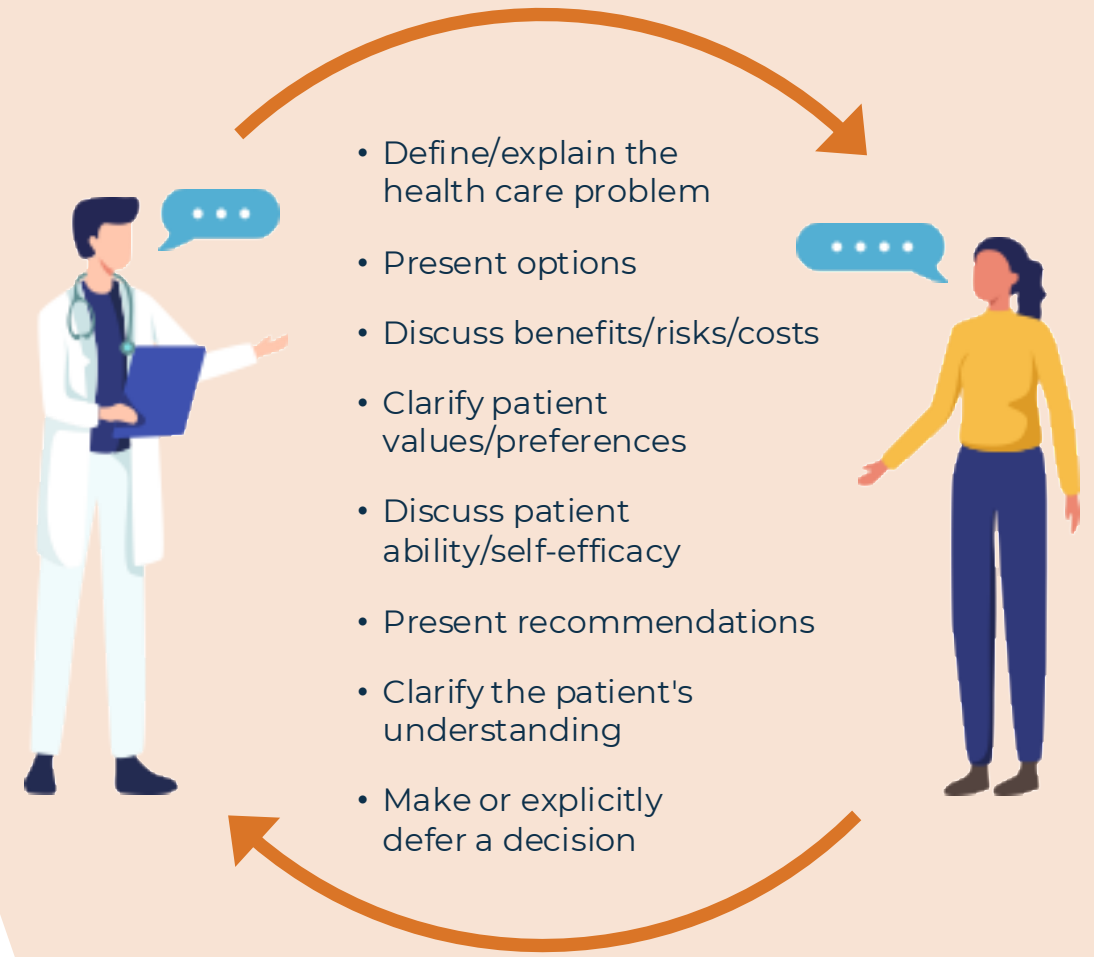 • Define/explain the
health care problem
• Present options
• Discuss benefits/risks/costs
• Clarify patient
values/preferences
• Discuss patient
ability/self-efficacy
• Present recommendations
• Clarify the patient's
understanding
• Make or explicitly
defer a decision